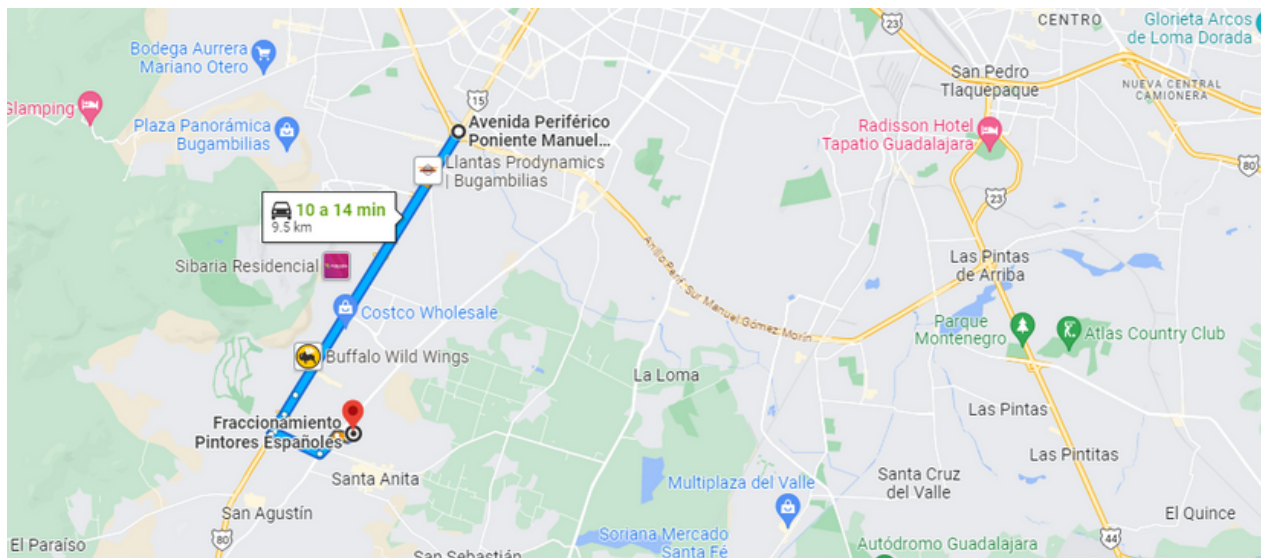 CENTRO
Glorieta Arcos
de Loma Dorada
Bodega Aurrera
Mariano Otero
23
San Pedro
Tlaquepaque
NUEVA CENTRAL
CAMIONERA
Glamping
15
Plaza Panorámica
Bugambilias
Avenida Periférico
Poniente Manuel...
Radisson Hotel
Tapatio Guadalajara
Llantas Prodynamics
| Bugambilias
80
23
10 a 14 min
9.5 km
Sibaria Residencial
Las Pintas
de Arriba
Anillo Perif. Sur Manuel Gómez Morín
Costco Wholesale
Parque
Montenegro
Atlas Country Club
Buffalo Wild Wings
La Loma
Las Pintas
Fraccionamiento
Pintores Españoles
Las Pintitas
Santa Anita
Multiplaza del Valle
Santa Cruz
del Valle
San Agustín
El Quince
80
El Paraíso
San Sebastián
Soriana Mercado
Santa Fé
Autódromo Guadalajara
44